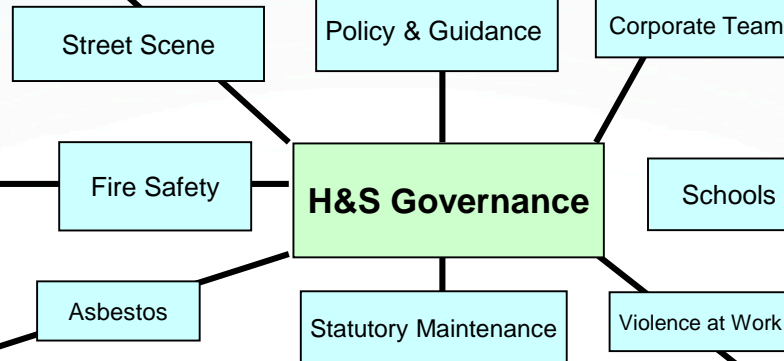 Street Scene
Policy & Guidance
Corporate Team
Fire Safety
H&S Governance
Schools
Asbestos
Statutory Maintenance
Violence at Work